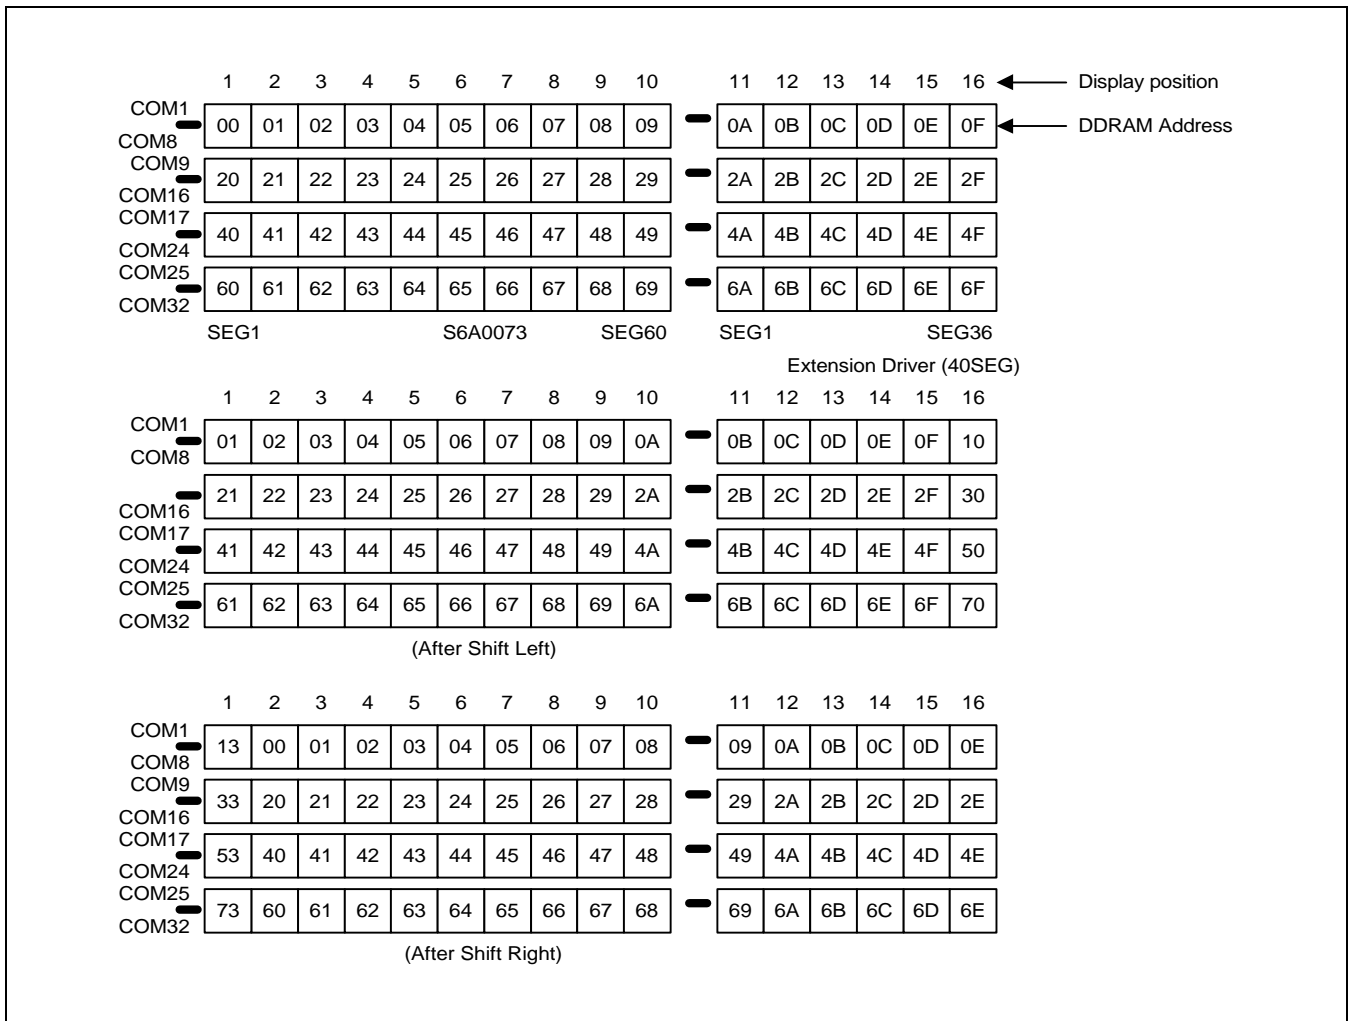 1 2 3 4 5 6 7 8 9 10 11 12 13 14 15 16 Display position
COM1
00 01 02 03 04 05 06 07 08 09 0A 0B 0C 0D 0E 0F DDRAM Address
COM8
COM9
20 21 22 23 24 25 26 27 28 29 2A 2B 2C 2D 2E 2F
COM16
COM17
40 41 42 43 44 45 46 47 48 49 4A 4B 4C 4D 4E 4F
COM24
COM25
60 61 62 63 64 65 66 67 68 69 6A 6B 6C 6D 6E 6F
COM32
SEG1 S6A0073 SEG60 SEG1 SEG36
Extension Driver (40SEG)
1 2 3 4 5 6 7 8 9 10 11 12 13 14 15 16
COM1
01 02 03 04 05 06 07 08 09 0A 0B 0C 0D 0E 0F 10
COM8
21 22 23 24 25 26 27 28 29 2A 2B 2C 2D 2E 2F 30
COM16
COM17
41 42 43 44 45 46 47 48 49 4A 4B 4C 4D 4E 4F 50
COM24
COM25
61 62 63 64 65 66 67 68 69 6A 6B 6C 6D 6E 6F 70
COM32
(After Shift Left)
1 2 3 4 5 6 7 8 9 10 11 12 13 14 15 16
COM1
13 00 01 02 03 04 05 06 07 08 09 0A 0B 0C 0D 0E
COM8
COM9
33 20 21 22 23 24 25 26 27 28 29 2A 2B 2C 2D 2E
COM16
COM17
53 40 41 42 43 44 45 46 47 48 49 4A 4B 4C 4D 4E
COM24
COM25
73 60 61 62 63 64 65 66 67 68 69 6A 6B 6C 6D 6E
COM32
(After Shift Right)